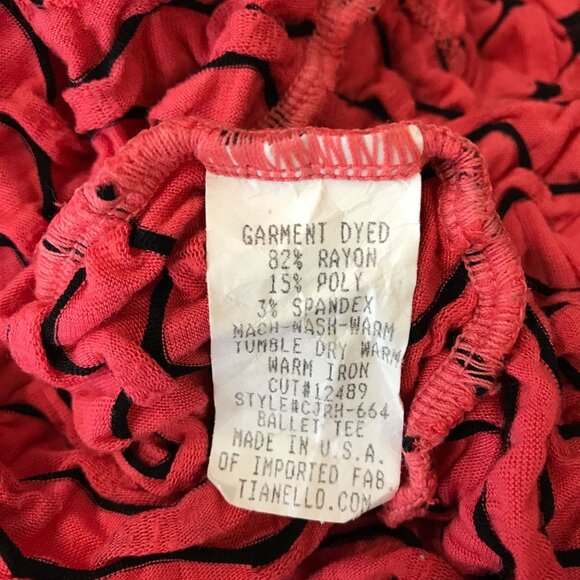 GARMENT DYED
82% RAYON
15% POLY
3% SPANDEX
MACH-WASH-WARM
TUMBLE DRY WARM
WARM IRON
CUT#12489
STYLE#CJRH-664
BALLET TEE
MADE IN U.S.A.
OF IMPORTED FAB
TIANELLO.COM